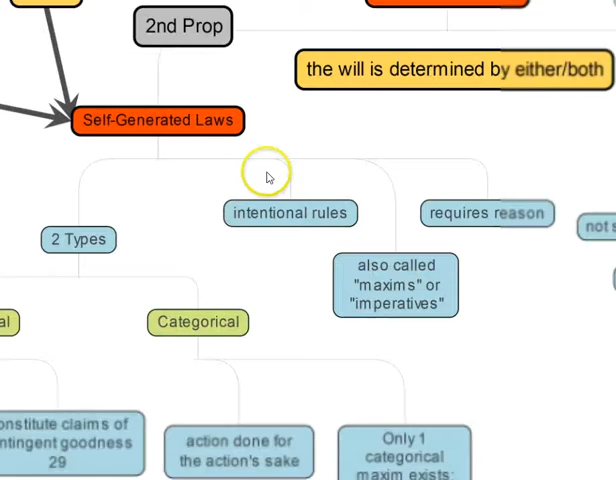 2nd Prop
the will is determined by either/both
Self-Generated Laws
intentional rules
requires reason
not s
2 Types
also called
"maxims" or
"imperatives"
al
Categorical
onstitute claims of
ntingent goodness
29
action done for
the action's sake
Only 1
categorical
maxim exists: